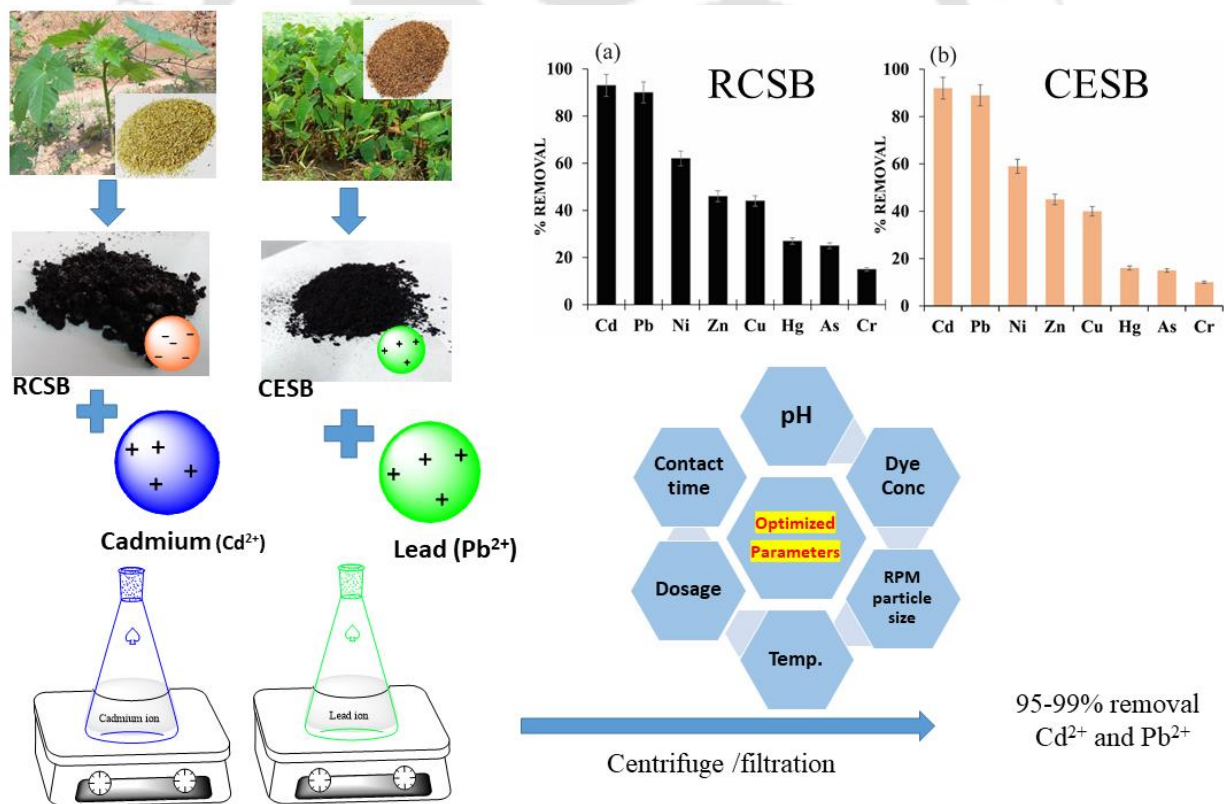 RCSB
CESB
Cadmium (Cd²⁺)
Lead (Pb²⁺)
Cadmium ion
Lead ion
(a)
RCSB
% REMOVAL
100
80
60
40
20
0
Cd Pb Ni Zn Cu Hg As Cr
(b)
CESB
% REMOVAL
100
80
60
40
20
0
Cd Pb Ni Zn Cu Hg As Cr
pH
Contact
time
Dye
Conc
Optimized
Parameters
Dosage
RPM
particle
size
Temp.
Centrifuge /filtration
95-99% removal
Cd²⁺ and Pb²⁺